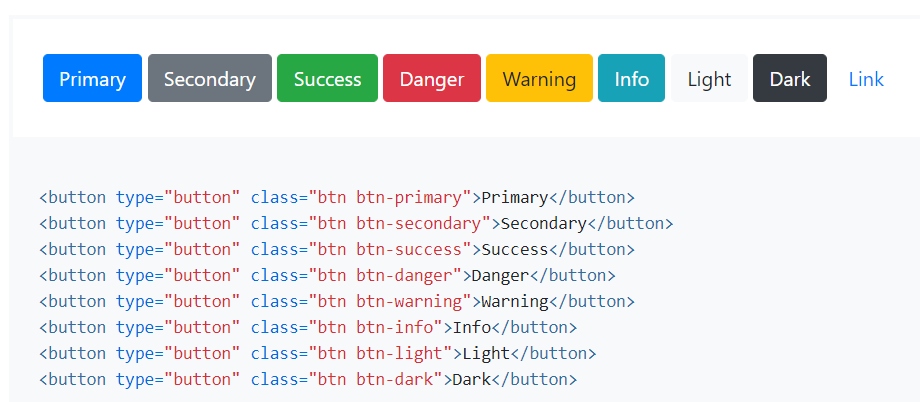 Primary Secondary Success Danger Warning Info Light Dark Link
<button type="button" class="btn btn-primary">Primary</button>
<button type="button" class="btn btn-secondary">Secondary</button>
<button type="button" class="btn btn-success">Success</button>
<button type="button" class="btn btn-danger">Danger</button>
<button type="button" class="btn btn-warning">Warning</button>
<button type="button" class="btn btn-info">Info</button>
<button type="button" class="btn btn-light">Light</button>
<button type="button" class="btn btn-dark">Dark</button>